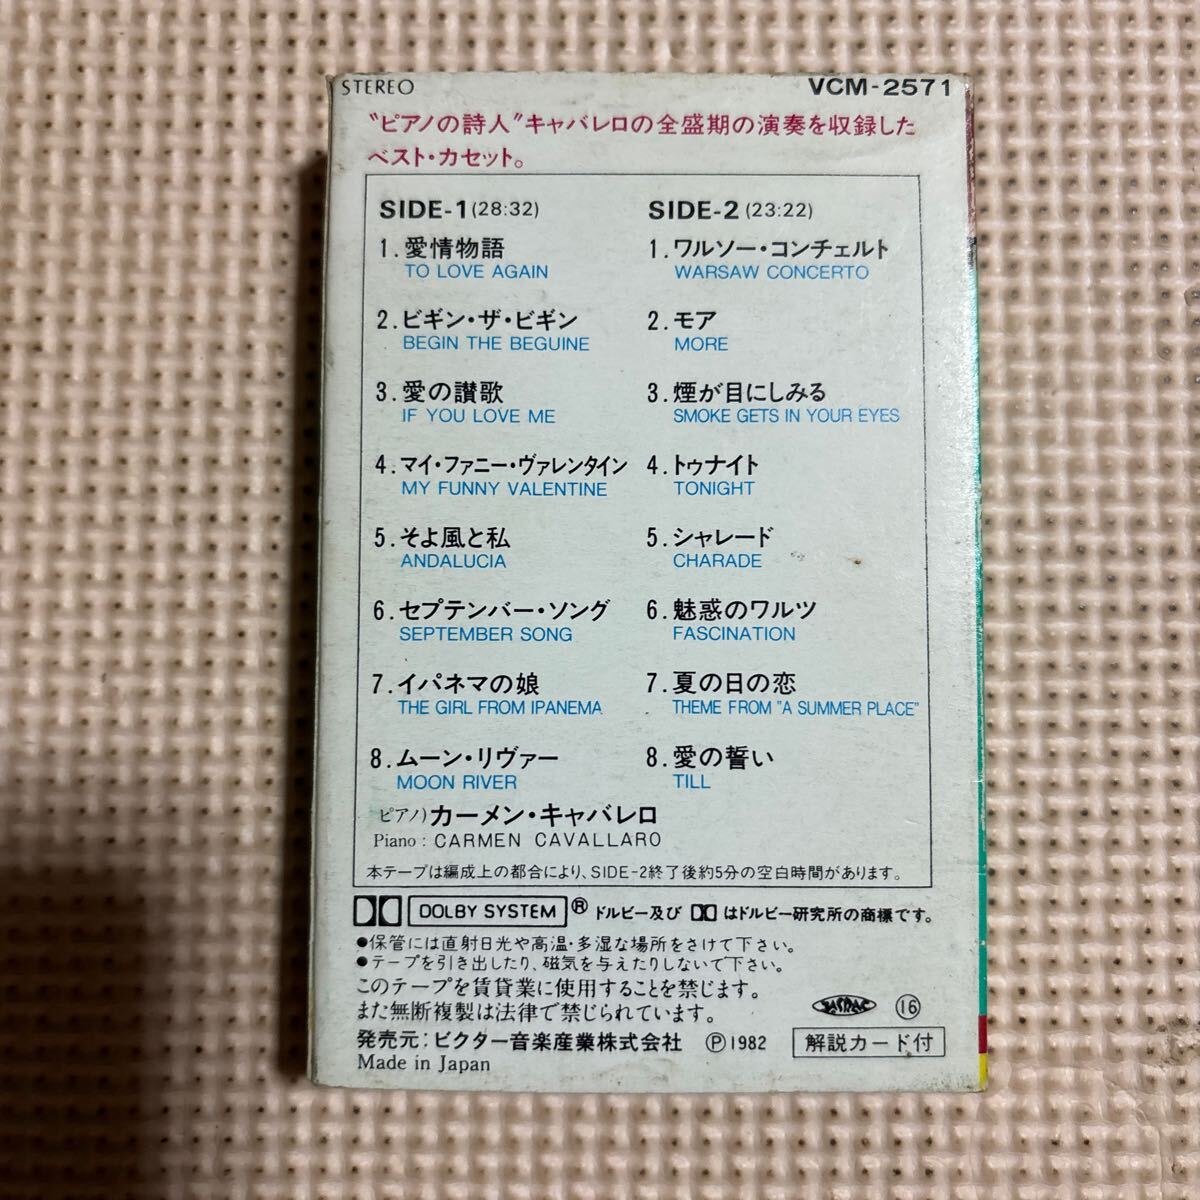 STEREO
VCM-2571
"ピアノの詩人"キャバレロの全盛期の演奏を収録した
ベスト・カセット。
SIDE-1 (28:32)
1.愛情物語
TO LOVE AGAIN
2.ビギン・ザ・ビギン
BEGIN THE BEGUINE
3.愛の讃歌
IF YOU LOVE ME
4.マイ・ファニー・ヴァレンタイン
MY FUNNY VALENTINE
5.そよ風と私
ANDALUCIA
6.セプテンバー・ソング
SEPTEMBER SONG
7.イパネマの娘
THE GIRL FROM IPANEMA
8.ムーン・リヴァー
MOON RIVER
SIDE-2 (23:22)
1.ワルソー・コンチェルト
WARSAW CONCERTO
2.モア
MORE
3.煙が目にしみる
SMOKE GETS IN YOUR EYES
4.トゥナイト
TONIGHT
5.シャレード
CHARADE
6.魅惑のワルツ
FASCINATION
7.夏の日の恋
THEME FROM "A SUMMER PLACE"
8.愛の誓い
TILL
ピアノ)カーメン・キャバレロ
Piano : CARMEN CAVALLARO
本テープは編成上の都合により、SIDE-2終了後約5分の空白時間があります。
DOLBY SYSTEM ® ドルビー及び はドルビー研究所の商標です。
●保管には直射日光や高温・多湿な場所をさけて下さい。
●テープを引き出したり、磁気を与えたりしないで下さい。
このテープを賃貸業に使用することを禁じます。
また無断複製は法律で禁じられています。
JASRAC ⑯
発売元:ビクター音楽産業株式会社 Ⓟ1982 解説カード付
Made in Japan